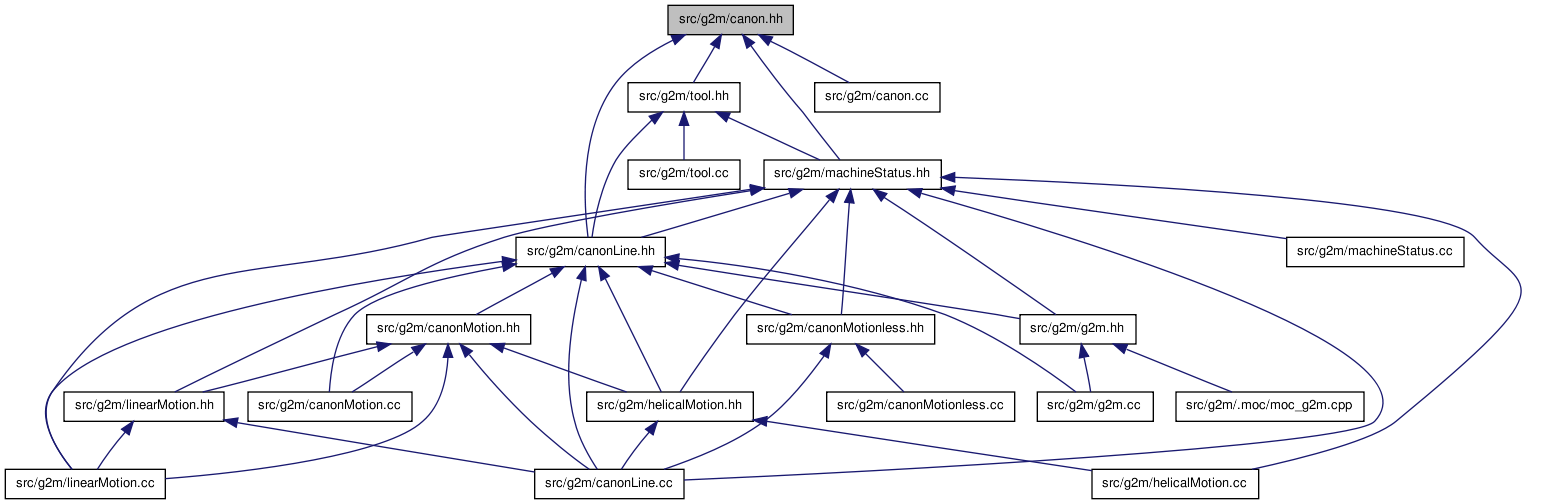 src/g2m/canon.hh
src/g2m/tool.hh
src/g2m/canon.cc
src/g2m/tool.cc
src/g2m/machineStatus.hh
src/g2m/canonLine.hh
src/g2m/machineStatus.cc
src/g2m/canonMotion.hh
src/g2m/canonMotionless.hh
src/g2m/g2m.hh
src/g2m/linearMotion.hh
src/g2m/canonMotion.cc
src/g2m/helicalMotion.hh
src/g2m/canonMotionless.cc
src/g2m/g2m.cc
src/g2m/.moc/moc_g2m.cpp
src/g2m/linearMotion.cc
src/g2m/canonLine.cc
src/g2m/helicalMotion.cc